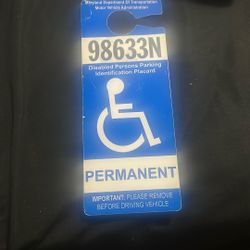 Maryland Department Of Transportation
Motor Vehicle Administration
98633N
Disabled Persons Parking
Identification Placard
PERMANENT
IMPORTANT: PLEASE REMOVE
BEFORE DRIVING VEHICLE